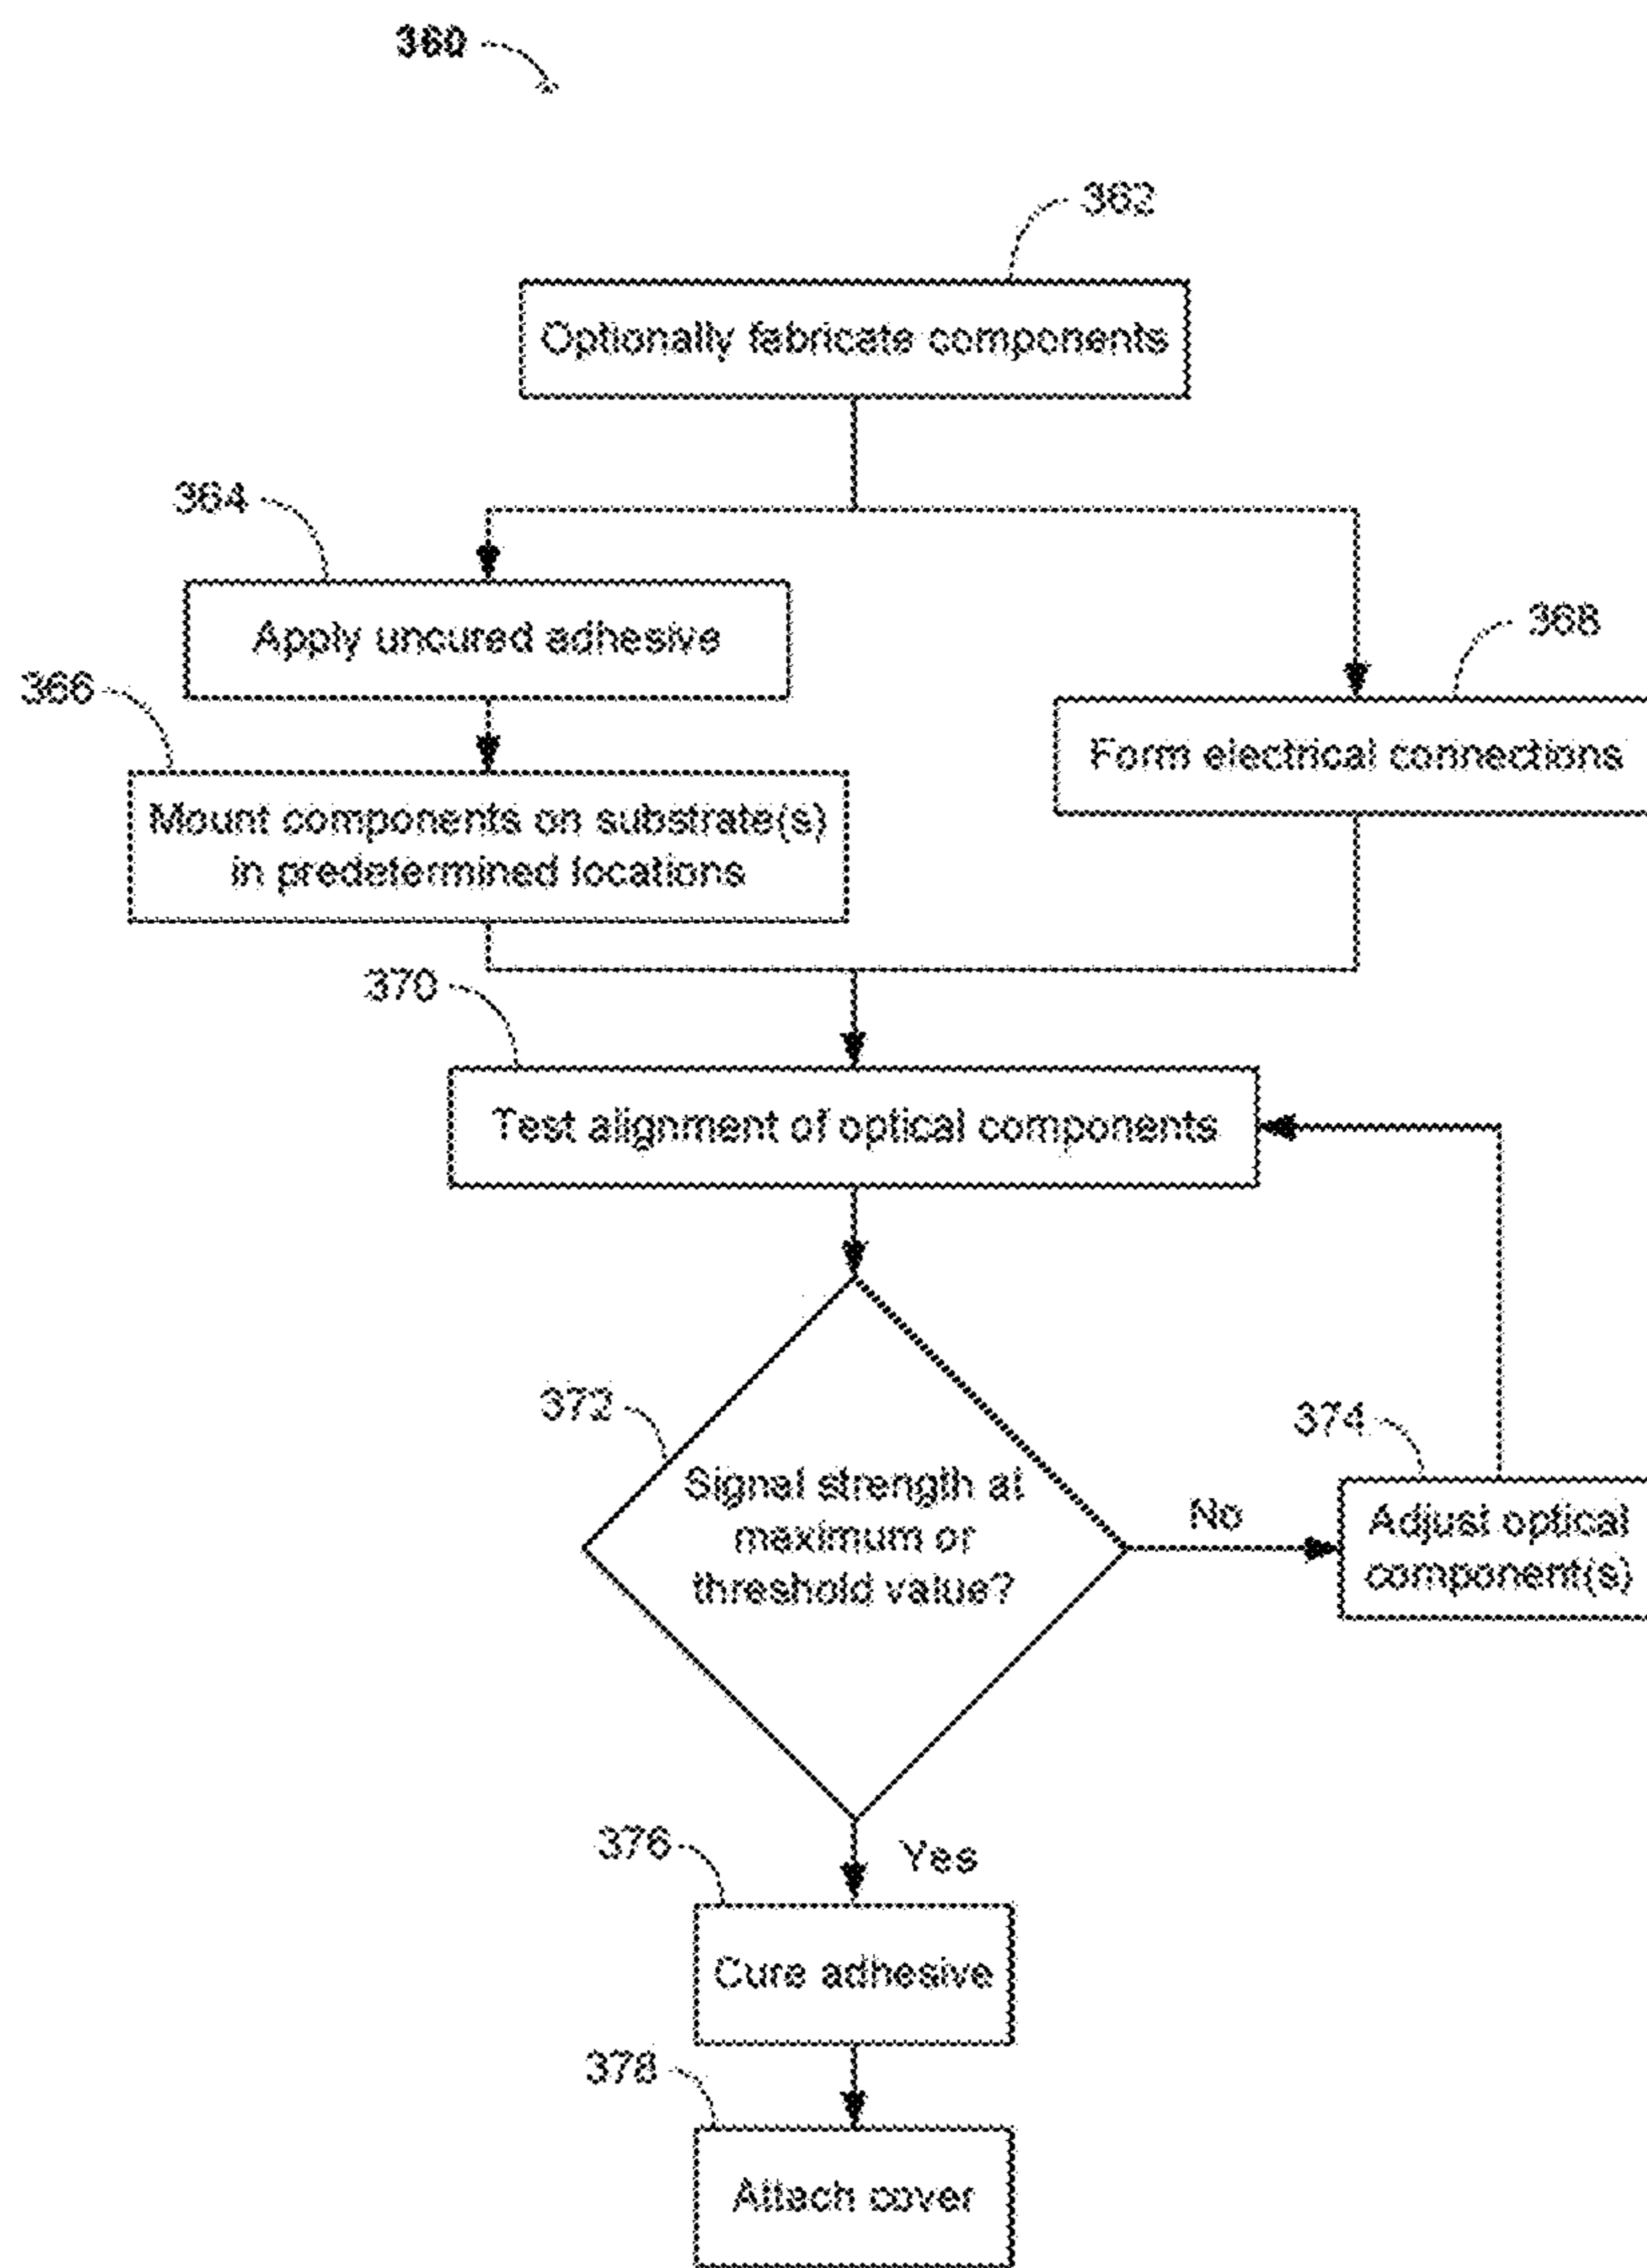 360
362
Optionally fabricate components
364
Apply uncured adhesive
368
Form electrical connections
366
Mount components on substrate(s)
in predetermined locations
370
Test alignment of optical components
372
Signal strength at
maximum or
threshold value?
No
374
Adjust optical
component(s)
Yes
376
Cure adhesive
378
Attach cover